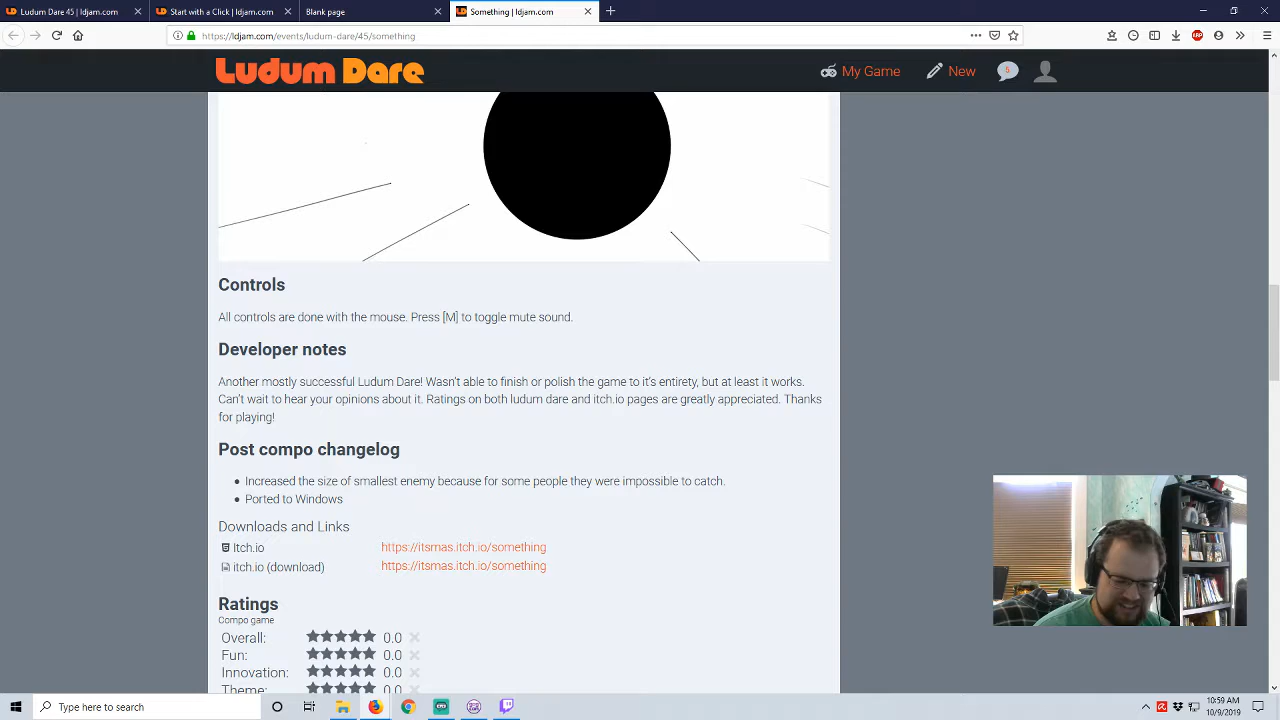 Ludum Dare 45 | ldjam.com
Start with a Click | ldjam.com
Blank page
Something | ldjam.com
https://ldjam.com/events/ludum-dare/45/something
ABP
LUDUM DARE
My Game
New
Controls
All controls are done with the mouse. Press [M] to toggle mute sound.
Developer notes
Another mostly successful Ludum Dare! Wasn't able to finish or polish the game to it's entirety, but at least it works.
Can't wait to hear your opinions about it. Ratings on both ludum dare and itch.io pages are greatly appreciated. Thanks
for playing!
Post compo changelog
Increased the size of smallest enemy because for some people they were impossible to catch.
Ported to Windows
Downloads and Links
Itch.io https://itsmas.itch.io/something
itch.io (download) https://itsmas.itch.io/something
Ratings
Compo game
Overall: 0.0
Fun: 0.0
Innovation: 0.0
Theme: 0.0
Type here to search
10:59 AM
10/9/2019